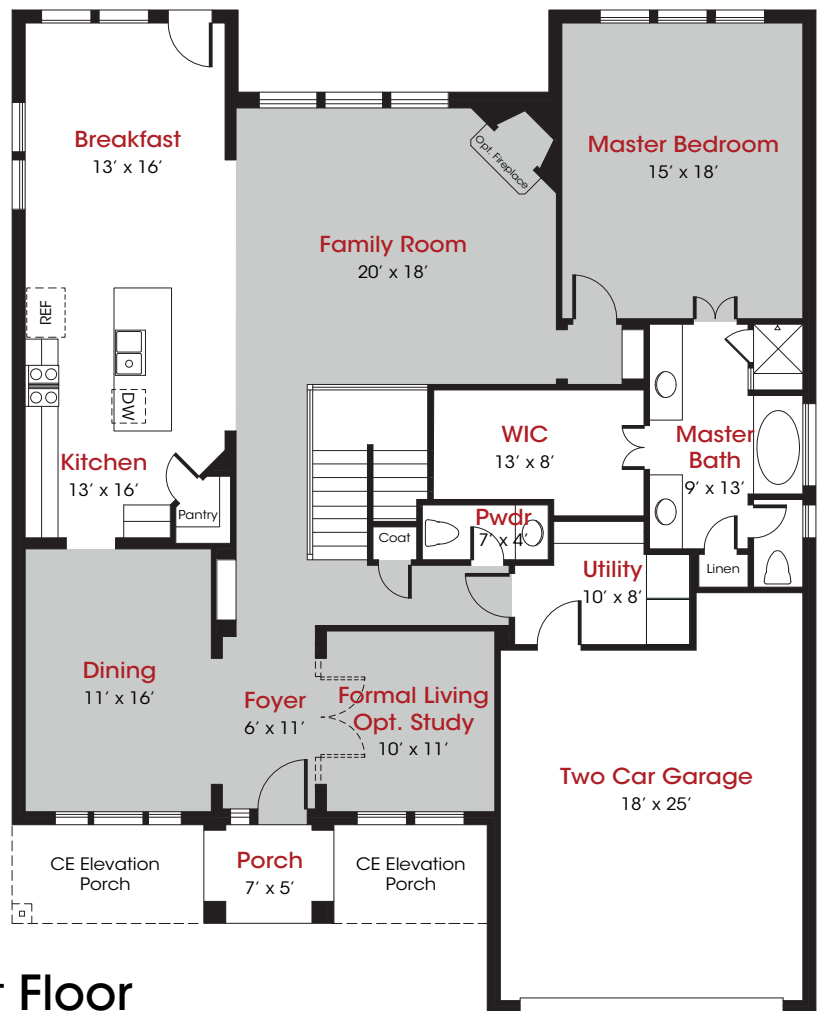 Breakfast
13’ x 16’
Master Bedroom
15’ x 18’
Opt. Fireplace
Family Room
20’ x 18’
REF
DW
WIC
13’ x 8’
Master
Bath
9’ x 13’
Kitchen
13’ x 16’
Pantry
Coat
Pwdr
7’ x 4’
Utility
10’ x 8’
Linen
Dining
11’ x 16’
Foyer
6’ x 11’
Formal Living
Opt. Study
10’ x 11’
Two Car Garage
18’ x 25’
CE Elevation
Porch
Porch
7’ x 5’
CE Elevation
Porch
Floor